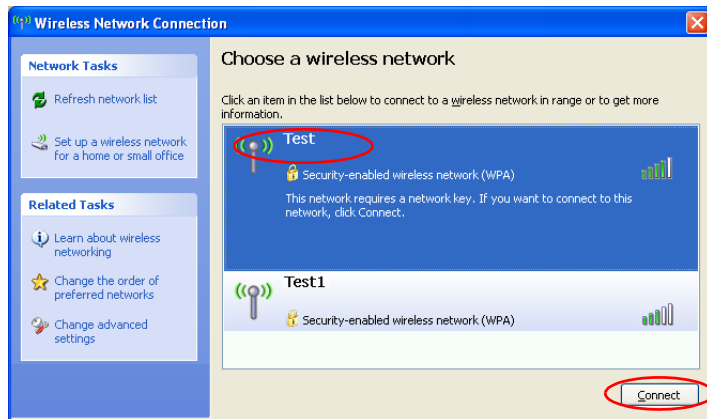 Wireless Network Connection
Network Tasks
Refresh network list
Set up a wireless network
for a home or small office
Related Tasks
Learn about wireless
networking
Change the order of
preferred networks
Change advanced
settings
Choose a wireless network
Click an item in the list below to connect to a wireless network in range or to get more
information.
Test
Security-enabled wireless network (WPA)
This network requires a network key. If you want to connect to this
network, click Connect.
Test1
Security-enabled wireless network (WPA)
Connect